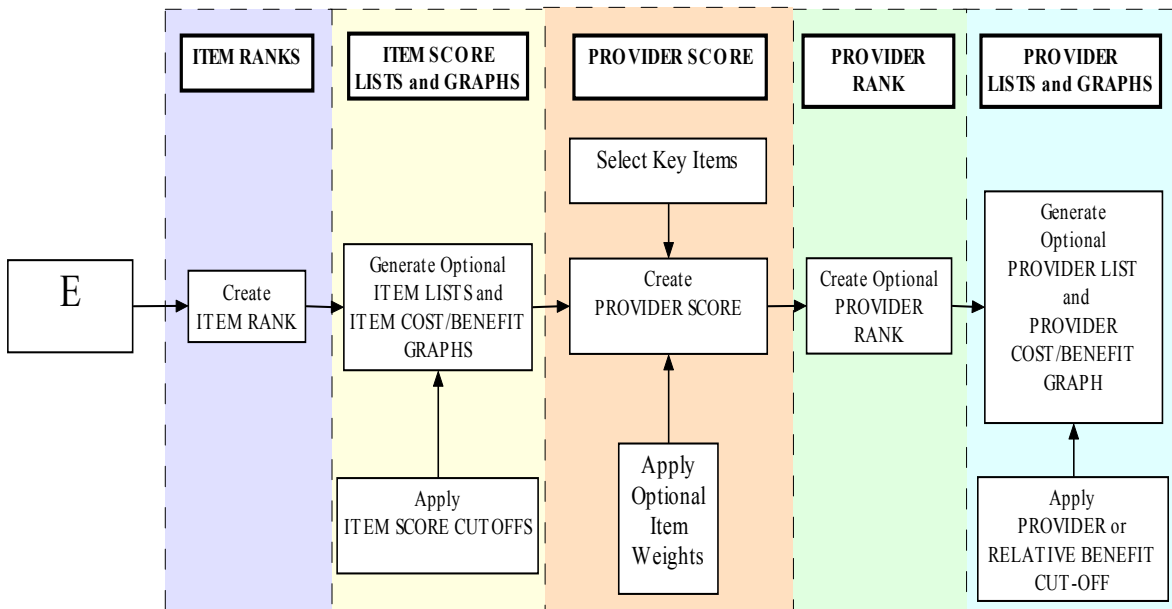 ITEM RANKS
ITEM SCORE
LISTS and GRAPHS
PROVIDER SCORE
PROVIDER
RANK
PROVIDER
LISTS and GRAPHS
Select Key Items
E
Create
ITEM RANK
Generate Optional
ITEM LISTS and
ITEM COST/BENEFIT
GRAPHS
Create
PROVIDER SCORE
Create Optional
PROVIDER
RANK
Generate
Optional
PROVIDER LIST
and
PROVIDER
COST/BENEFIT
GRAPH
Apply
ITEM SCORE CUTOFFS
Apply
Optional
Item
Weights
Apply
PROVIDER or
RELATIVE BENEFIT
CUT-OFF